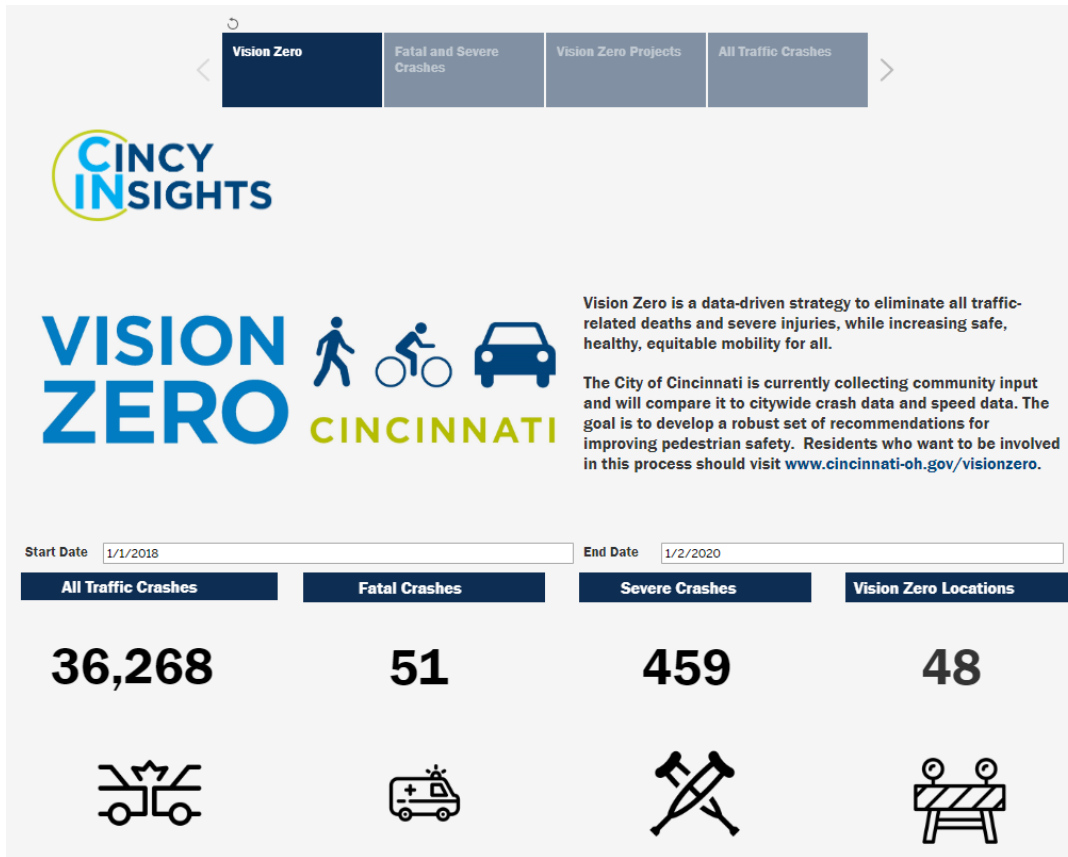 Vision Zero
Fatal and Severe
Crashes
Vision Zero Projects
All Traffic Crashes
CINCY
INSIGHTS
VISION
ZERO
CINCINNATI
Vision Zero is a data-driven strategy to eliminate all traffic-
related deaths and severe injuries, while increasing safe,
healthy, equitable mobility for all.
The City of Cincinnati is currently collecting community input
and will compare it to citywide crash data and speed data. The
goal is to develop a robust set of recommendations for
improving pedestrian safety.  Residents who want to be involved
in this process should visit www.cincinnati-oh.gov/visionzero.
Start Date 1/1/2018
End Date 1/2/2020
All Traffic Crashes
Fatal Crashes
Severe Crashes
Vision Zero Locations
36,268
51
459
48